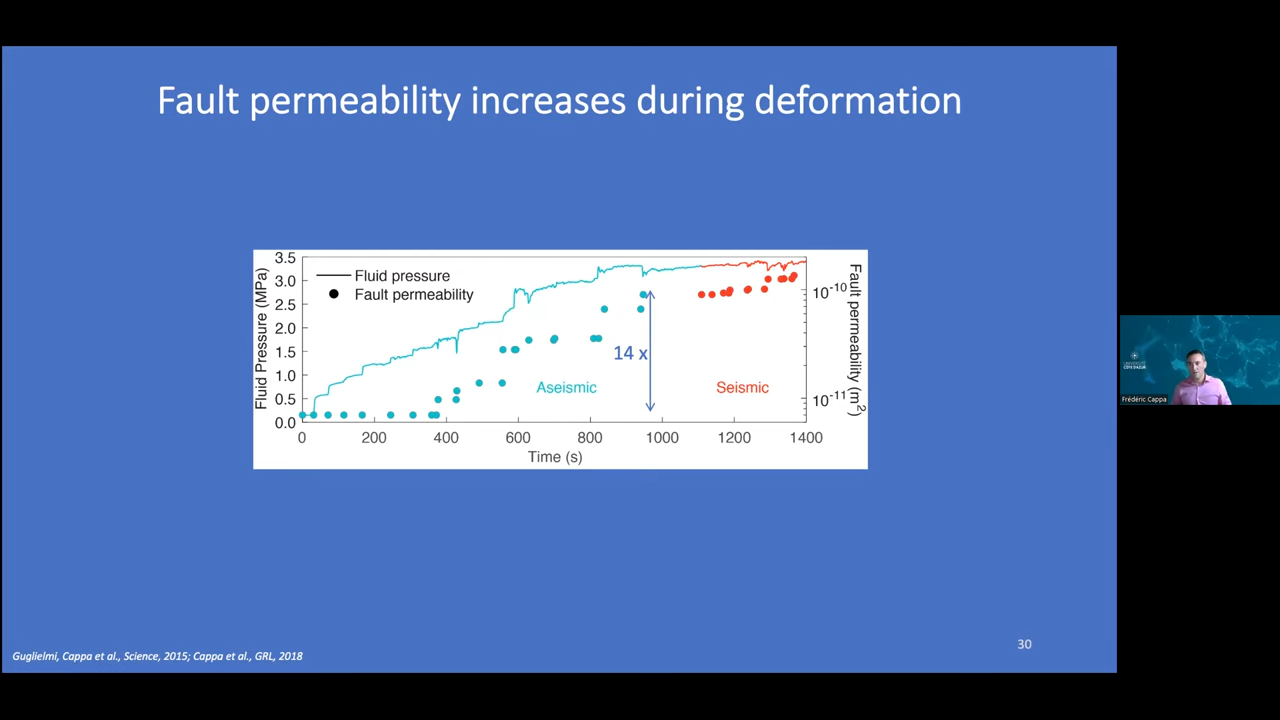 Fault permeability increases during deformation
3.5
3.0
2.5
2.0
1.5
1.0
0.5
0.0
Fluid Pressure (MPa)
Fluid pressure
Fault permeability
14 x
Aseismic
Seismic
10⁻¹⁰
10⁻¹¹
Fault permeability (m²)
0 200 400 600 800 1000 1200 1400
Time (s)
UNIVERSITÉ
CÔTE D'AZUR
Frédéric Cappa
30
Guglielmi, Cappa et al., Science, 2015; Cappa et al., GRL, 2018